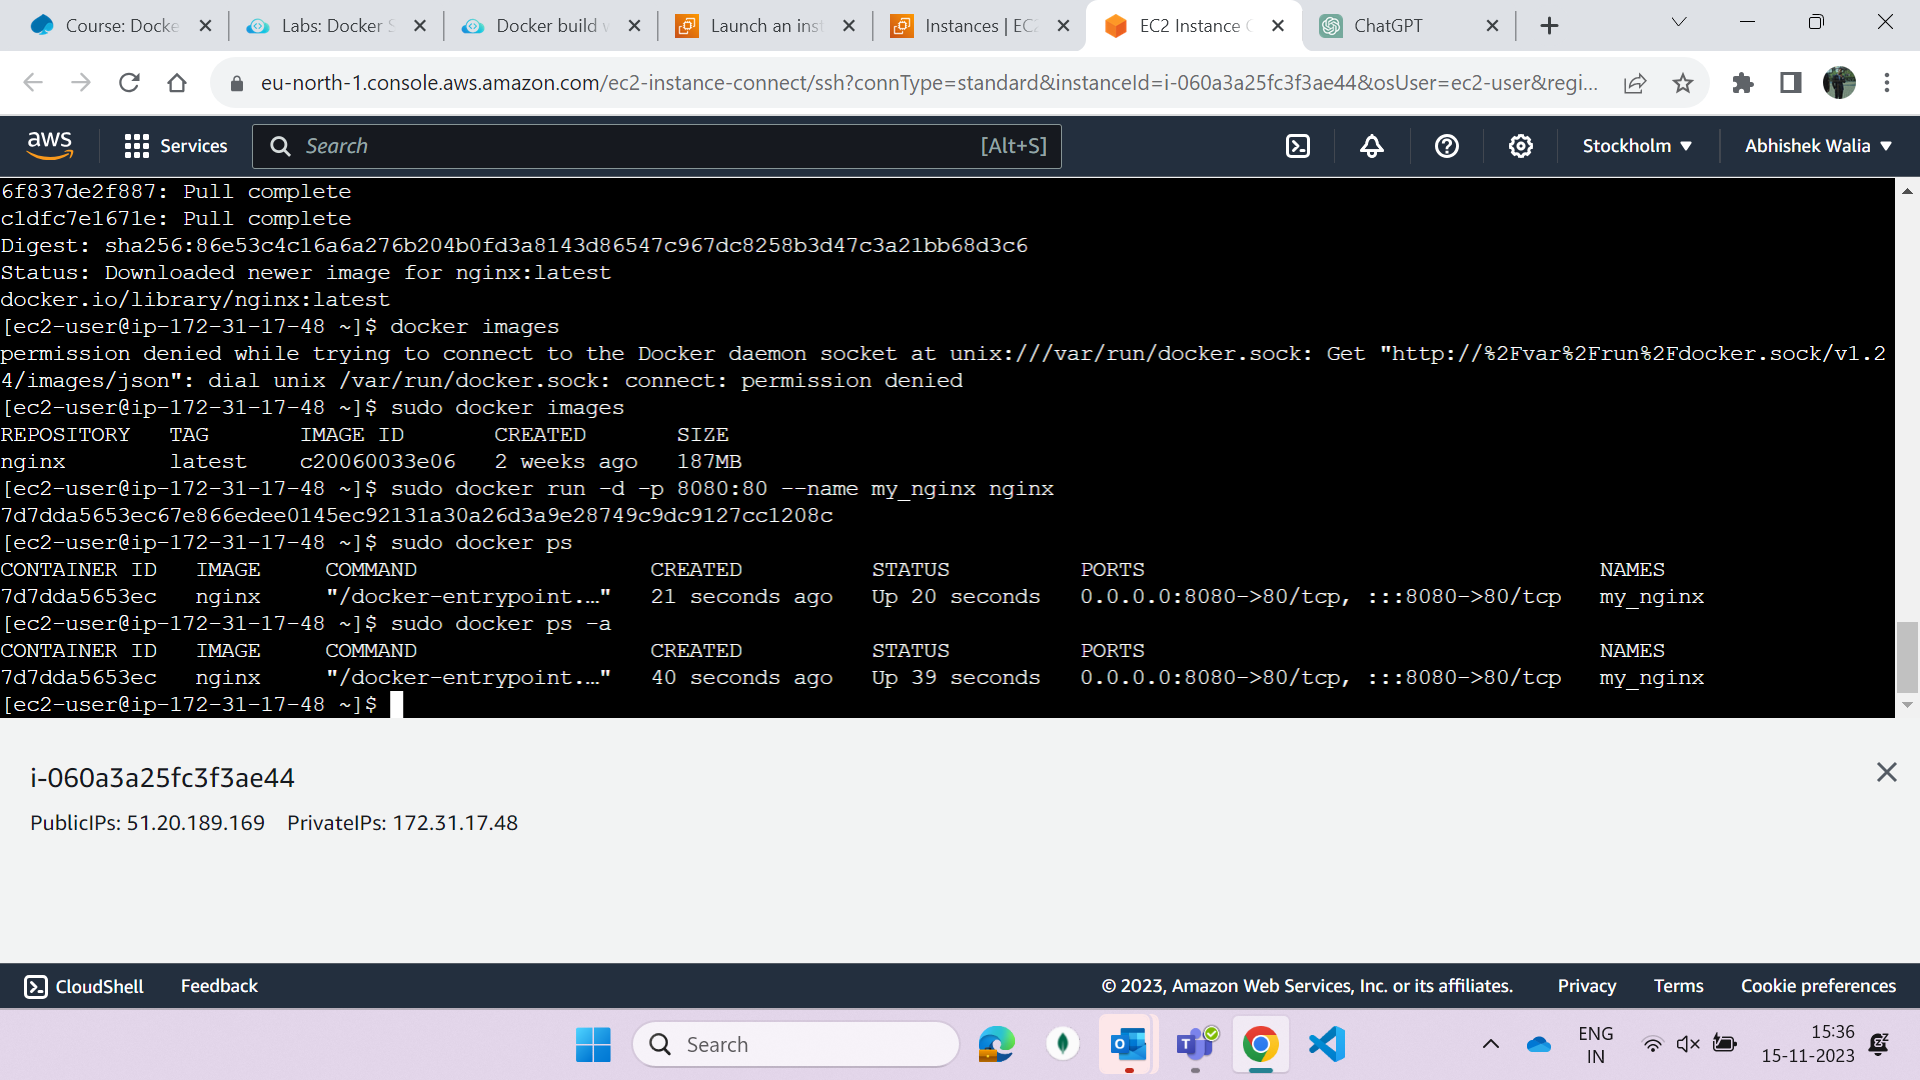 Course: Docke
Labs: Docker S
Docker build w
Launch an inst
Instances | EC2
EC2 Instance C
ChatGPT
eu-north-1.console.aws.amazon.com/ec2-instance-connect/ssh?connType=standard&instanceId=i-060a3a25fc3f3ae44&osUser=ec2-user&regi...
aws
Services
Search
[Alt+S]
Stockholm
Abhishek Walia
6f837de2f887: Pull complete
c1dfc7e1671e: Pull complete
Digest: sha256:86e53c4c16a6a276b204b0fd3a8143d86547c967dc8258b3d47c3a21bb68d3c6
Status: Downloaded newer image for nginx:latest
docker.io/library/nginx:latest
[ec2-user@ip-172-31-17-48 ~]$ docker images
permission denied while trying to connect to the Docker daemon socket at unix:///var/run/docker.sock: Get "http://%2Fvar%2Frun%2Fdocker.sock/v1.2
4/images/json": dial unix /var/run/docker.sock: connect: permission denied
[ec2-user@ip-172-31-17-48 ~]$ sudo docker images
REPOSITORY   TAG       IMAGE ID       CREATED       SIZE
nginx        latest    c20060033e06   2 weeks ago   187MB
[ec2-user@ip-172-31-17-48 ~]$ sudo docker run -d -p 8080:80 --name my_nginx nginx
7d7dda5653ec67e866edee0145ec92131a30a26d3a9e28749c9dc9127cc1208c
[ec2-user@ip-172-31-17-48 ~]$ sudo docker ps
CONTAINER ID   IMAGE     COMMAND                  CREATED          STATUS          PORTS                                   NAMES
7d7dda5653ec   nginx     "/docker-entrypoint.…"   21 seconds ago   Up 20 seconds   0.0.0.0:8080->80/tcp, :::8080->80/tcp   my_nginx
[ec2-user@ip-172-31-17-48 ~]$ sudo docker ps -a
CONTAINER ID   IMAGE     COMMAND                  CREATED          STATUS          PORTS                                   NAMES
7d7dda5653ec   nginx     "/docker-entrypoint.…"   40 seconds ago   Up 39 seconds   0.0.0.0:8080->80/tcp, :::8080->80/tcp   my_nginx
[ec2-user@ip-172-31-17-48 ~]$
i-060a3a25fc3f3ae44
PublicIPs: 51.20.189.169 PrivateIPs: 172.31.17.48
CloudShell
Feedback
© 2023, Amazon Web Services, Inc. or its affiliates.
Privacy
Terms
Cookie preferences
Search
ENG
IN
15:36
15-11-2023